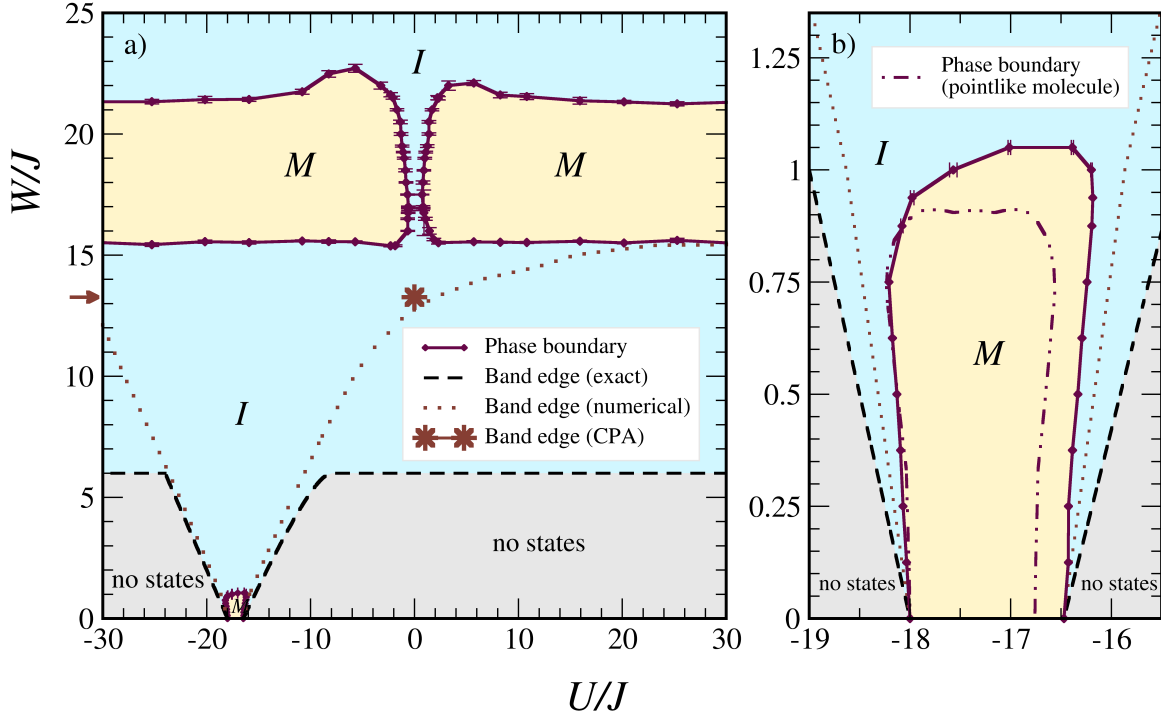 a)
I
M
M
I
no states
no states
M
Phase boundary
Band edge (exact)
Band edge (numerical)
Band edge (CPA)
25
20
15
10
5
0
-30
-20
-10
0
10
20
30
W/J
U/J
b)
Phase boundary
(pointlike molecule)
I
M
no states
no states
1.25
1
0.75
0.5
0.25
0
-19
-18
-17
-16